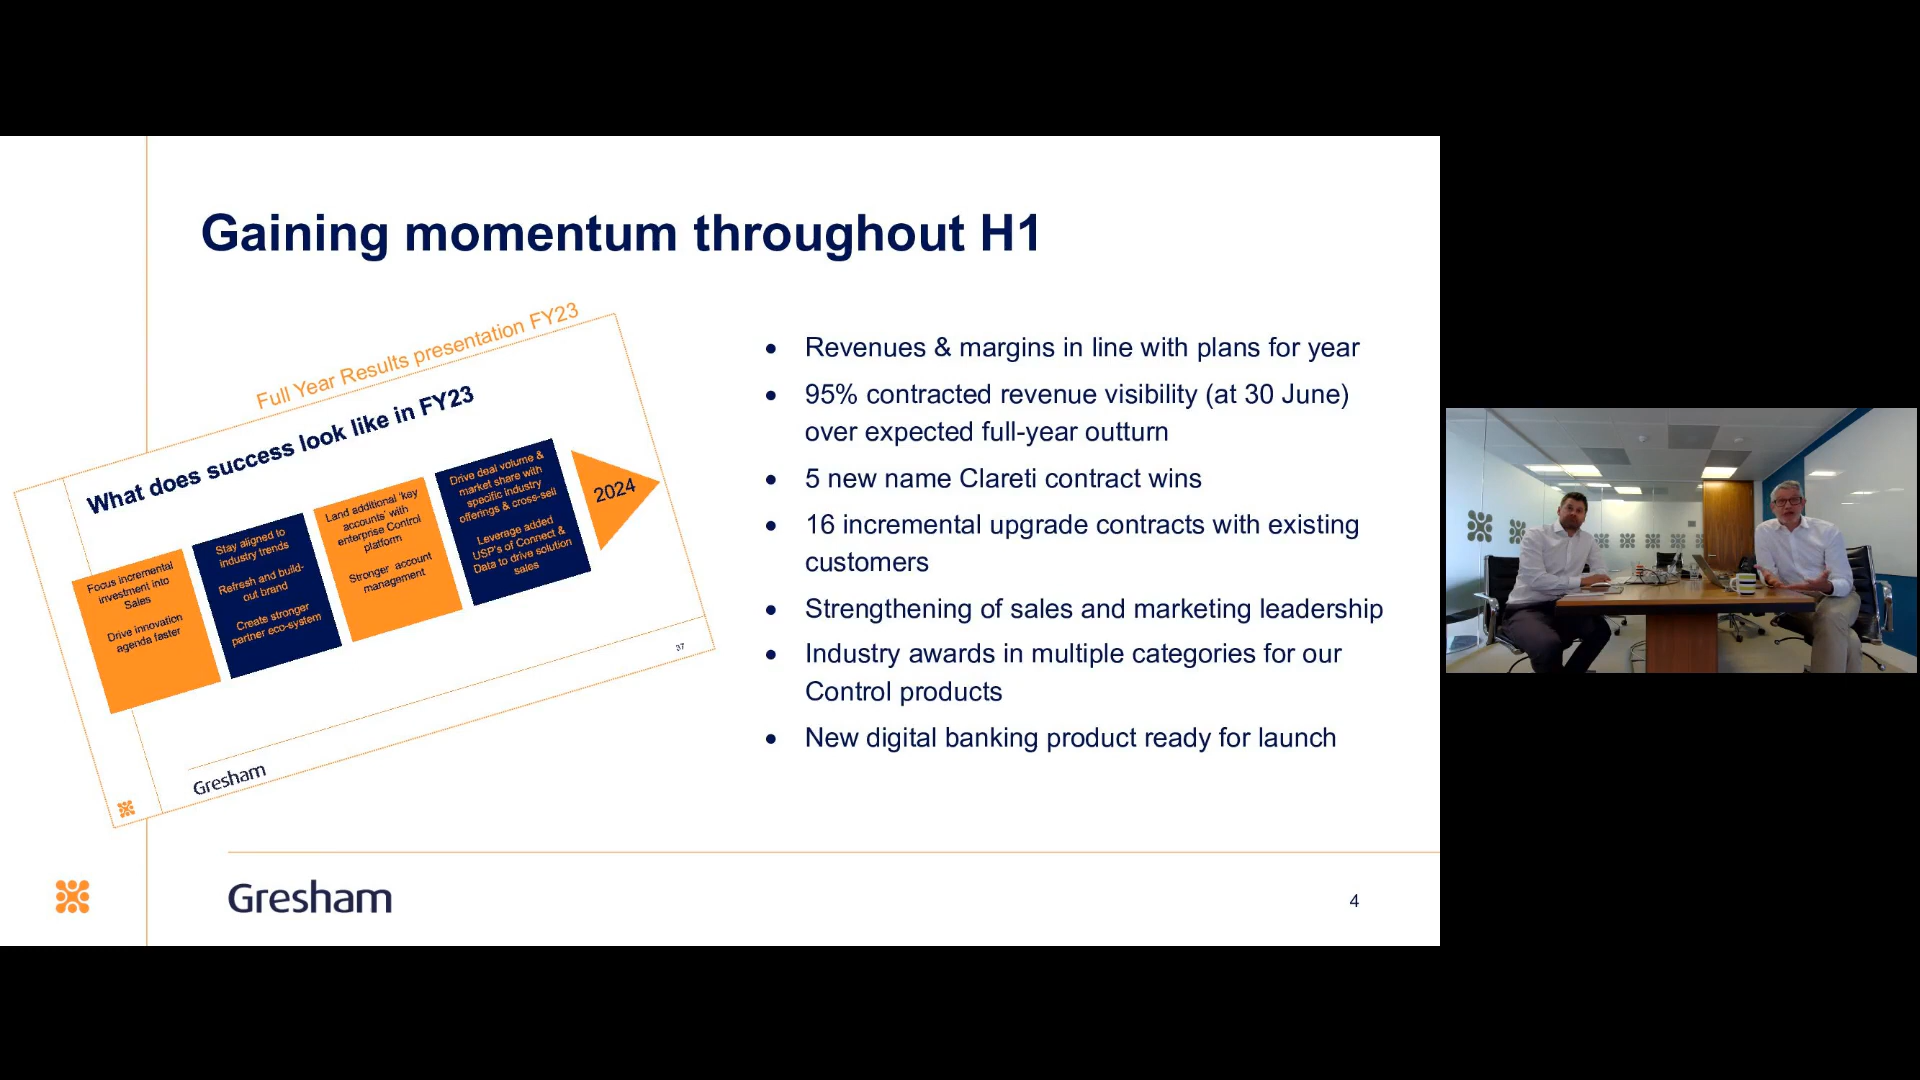 Gaining momentum throughout H1
Full Year Results presentation FY23
What does success look like in FY23
Focus incremental
investment into
Sales
Drive innovation
agenda faster
Stay aligned to
industry trends
Refresh and build-
out brand
Create stronger
partner eco-system
Land additional 'key
accounts' with
enterprise Control
platform
Stronger account
management
Drive deal volume &
market share with
specific industry
offerings & cross-sell
Leverage added
USP's of Connect &
Data to drive solution
sales
2024
37
Gresham
• Revenues & margins in line with plans for year
• 95% contracted revenue visibility (at 30 June)
over expected full-year outturn
• 5 new name Clareti contract wins
• 16 incremental upgrade contracts with existing
customers
• Strengthening of sales and marketing leadership
• Industry awards in multiple categories for our
Control products
• New digital banking product ready for launch
Gresham
4